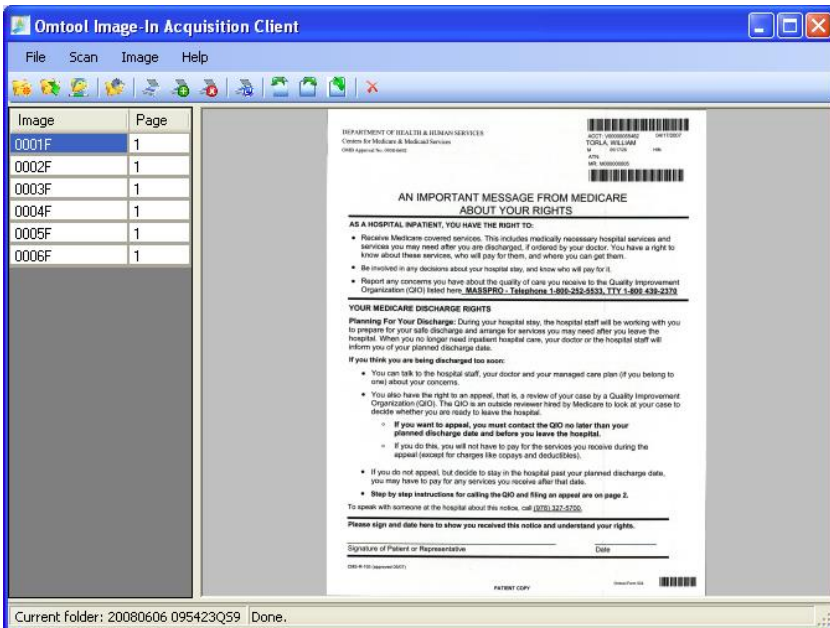 Omtool Image-In Acquisition Client
File Scan Image Help
Image Page
0001F 1
0002F 1
0003F 1
0004F 1
0005F 1
0006F 1
DEPARTMENT OF HEALTH & HUMAN SERVICES
Centers for Medicare & Medicaid Services
OMB Approval No.
TORLA, WILLIAM
AN IMPORTANT MESSAGE FROM MEDICARE
ABOUT YOUR RIGHTS
AS A HOSPITAL INPATIENT, YOU HAVE THE RIGHT TO:
• Receive Medicare covered services. This includes medically necessary hospital services and
services you may need after you are discharged, if ordered by your doctor. You have a right to
know about these services, who will pay for them, and where you can get them.
• Be involved in any decisions about your hospital stay, and know who will pay for it.
• Report any concerns you have about the quality of care you receive to the Quality Improvement
Organization (QIO) listed here MASSPRO - Telephone 1-800-252-5533, TTY 1-800 439-2370
YOUR MEDICARE DISCHARGE RIGHTS
Planning For Your Discharge: During your hospital stay, the hospital staff will be working with you
to prepare for your safe discharge and arrange for services you may need after you leave the
hospital. When you no longer need inpatient hospital care, your doctor or the hospital staff will
inform you of your planned discharge date.
If you think you are being discharged too soon:
• You can talk to the hospital staff, your doctor and your managed care plan (if you belong to
one) about your concerns.
• You also have the right to an appeal, that is, a review of your case by a Quality Improvement
Organization (QIO). The QIO is an outside reviewer hired by Medicare to look at your case to
decide whether you are ready to leave the hospital.
If you want to appeal, you must contact the QIO no later than your
planned discharge date and before you leave the hospital.
If you do this, you will not have to pay for the services you receive during the
appeal (except for charges like copays and deductibles).
• If you do not appeal, but decide to stay in the hospital past your planned discharge date,
you may have to pay for any services you receive after that date.
• Step by step instructions for calling the QIO and filing an appeal are on page 2.
To speak with someone at the hospital about this notice, call (978) 327-5700.
Please sign and date here to show you received this notice and understand your rights.
Signature of Patient or Representative Date
PATIENT COPY
Current folder: 20080606 095423Q59 Done.